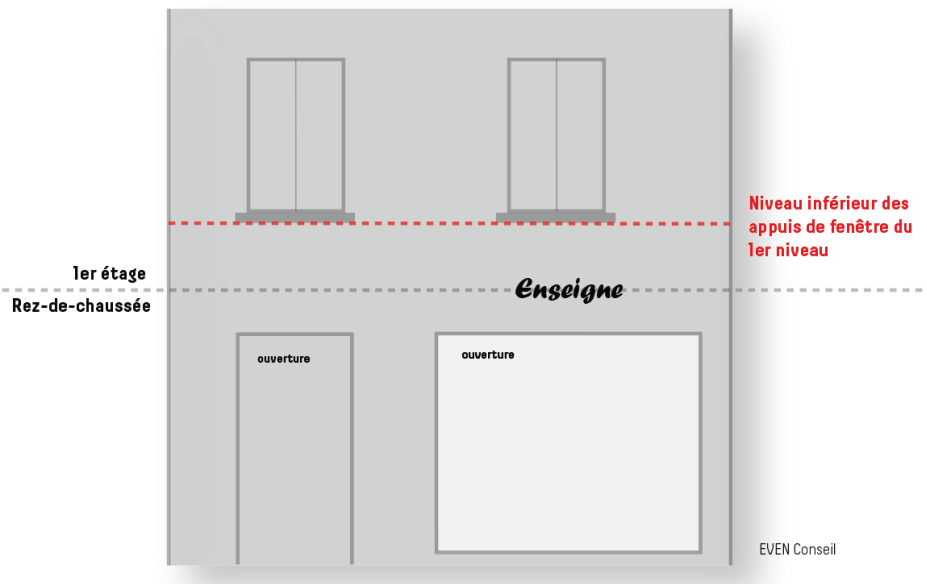 Niveau inférieur des
appuis de fenêtre du
1er niveau
1er étage
Enseigne
Rez-de-chaussée
ouverture
ouverture
EVEN Conseil